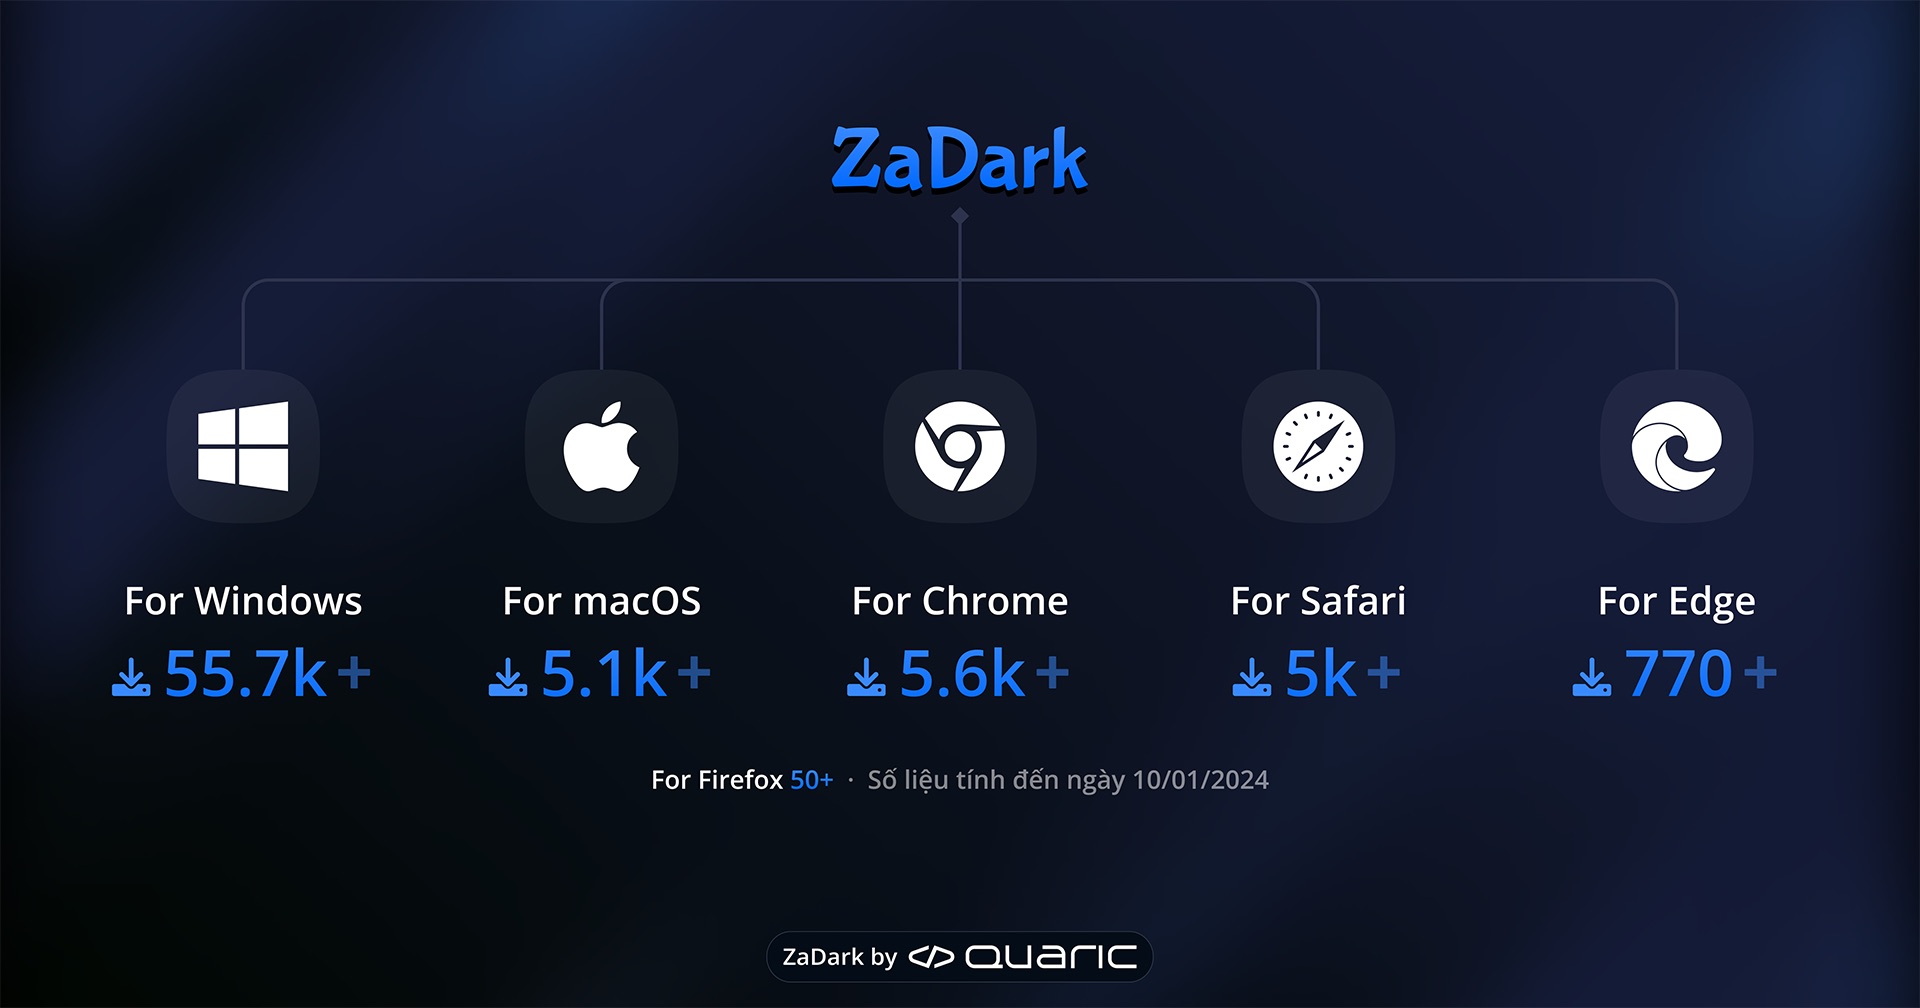 ZaDark
For Windows
55.7k+
For macOS
5.1k+
For Chrome
5.6k+
For Safari
5k+
For Edge
770+
For Firefox 50+ · Số liệu tính đến ngày 10/01/2024
ZaDark by </> QUARIC